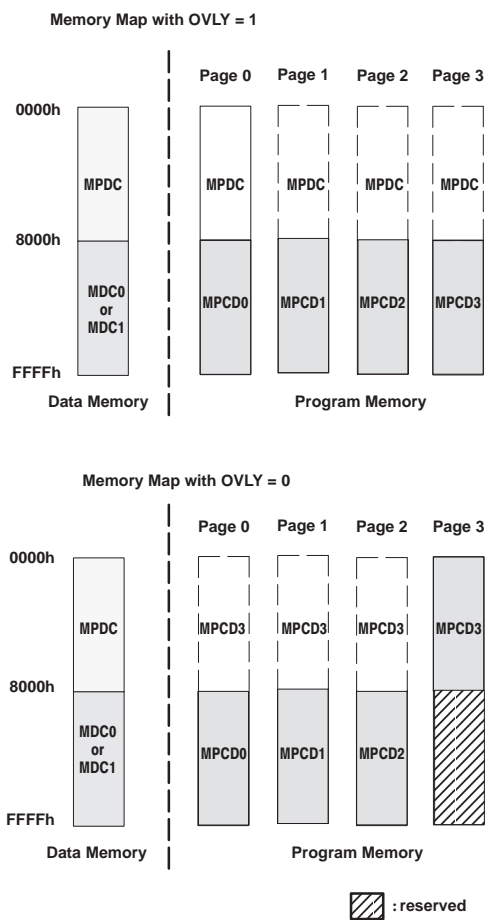 Memory Map with OVLY = 1
Page 0 Page 1 Page 2 Page 3
0000h
MPDC MPDC MPDC MPDC MPDC
8000h
MDC0
or
MDC1
MPCD0 MPCD1 MPCD2 MPCD3
FFFFh
Data Memory Program Memory
Memory Map with OVLY = 0
Page 0 Page 1 Page 2 Page 3
0000h
MPDC MPCD3 MPCD3 MPCD3 MPCD3
8000h
MDC0
or
MDC1
MPCD0 MPCD1 MPCD2
FFFFh
Data Memory Program Memory
: reserved